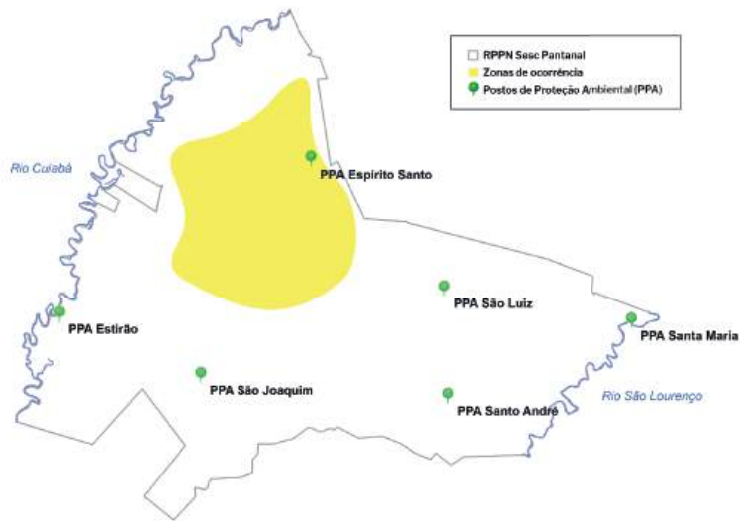 RPPN Sesc Pantanal
Zonas de ocorrência
Postos de Proteção Ambiental (PPA)
Rio Cuiabá
PPA Espírito Santo
PPA São Luiz
PPA Estirão
PPA Santa Maria
PPA São Joaquim
PPA Santo André
Rio São Lourenço